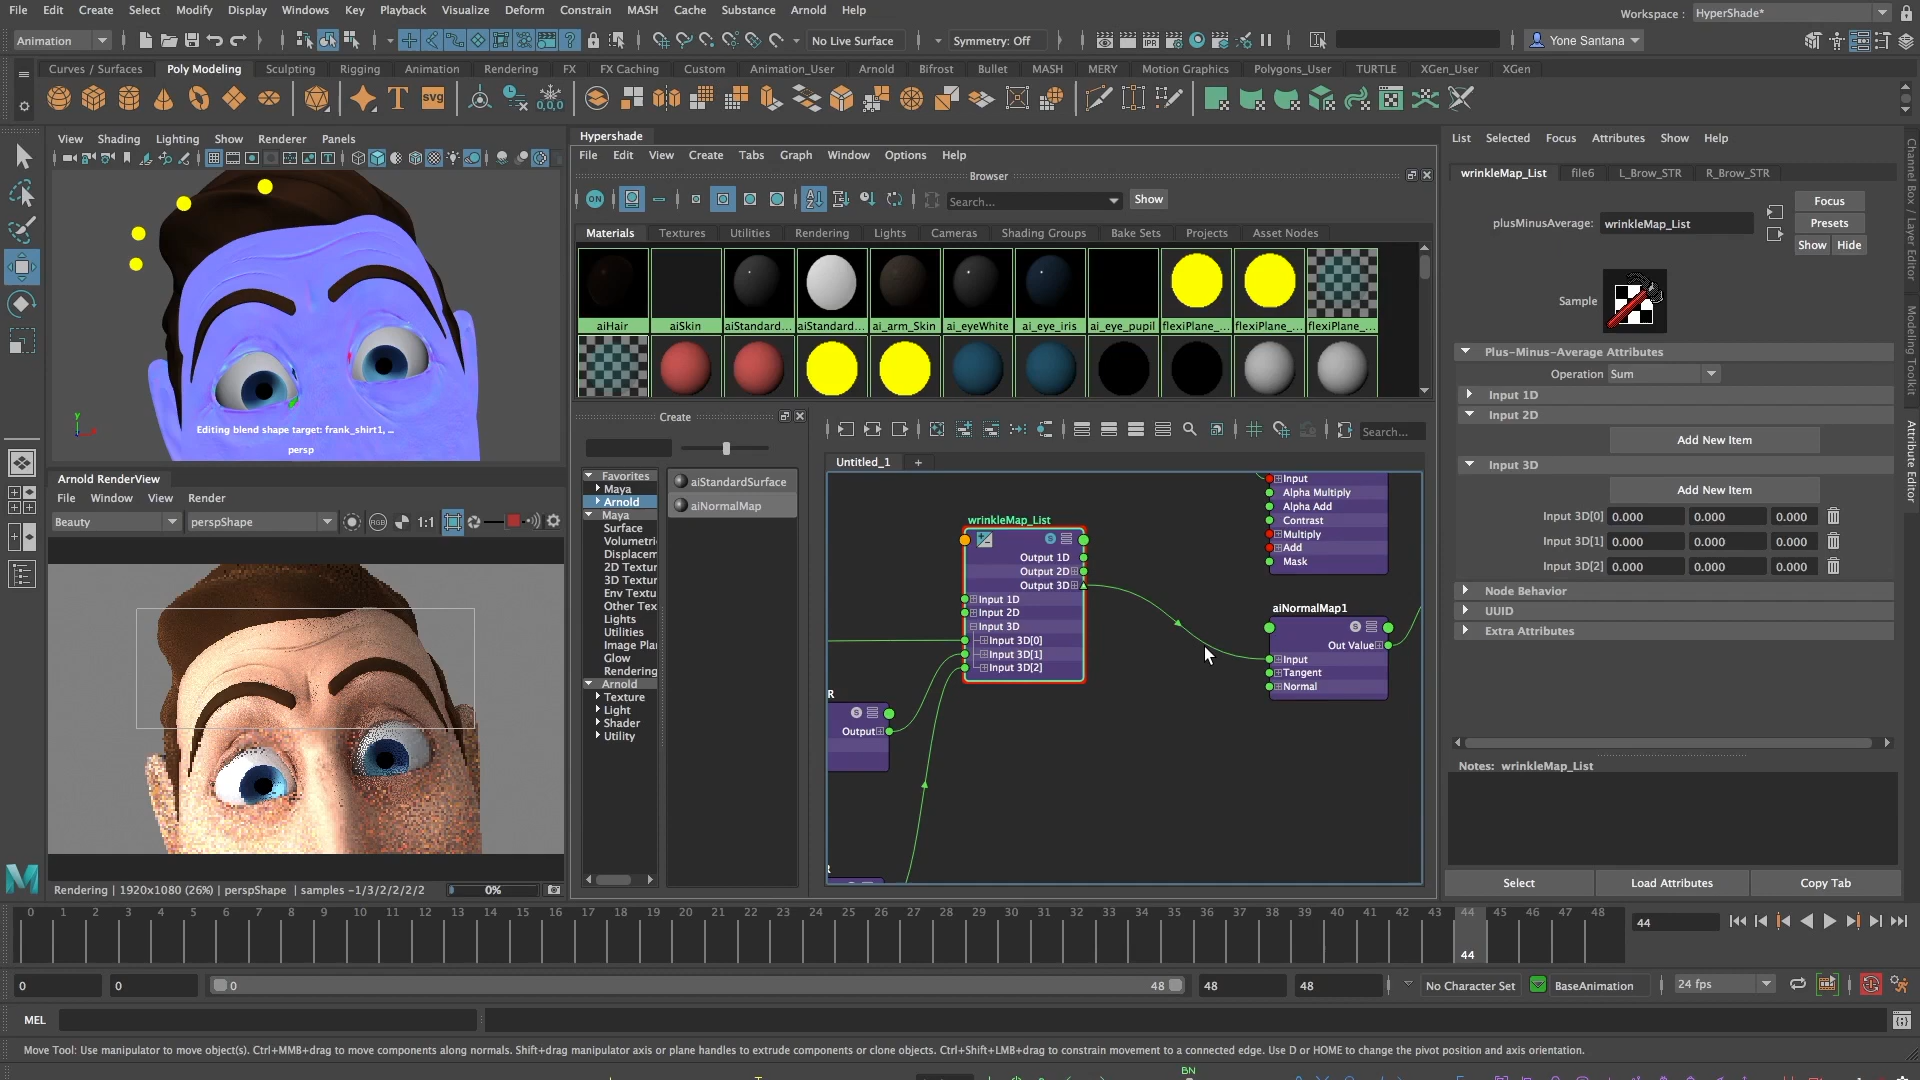 File Edit Create Select Modify Display Windows Key Playback Visualize Deform Constrain MASH Cache Substance Arnold Help
Workspace : HyperShade*
Animation No Live Surface Symmetry: Off Yone Santana
Curves / Surfaces Poly Modeling Sculpting Rigging Animation Rendering FX FX Caching Custom Animation_User Arnold Bifrost Bullet MASH MERY Motion Graphics Polygons_User TURTLE XGen_User XGen
svg 0,0,0
View Shading Lighting Show Renderer Panels
Editing blend shape target: frank_shirt1, ...
persp
Arnold RenderView
File Window View Render
Beauty perspShape RGB 1:1
Rendering | 1920x1080 (26%) | perspShape | samples -1/3/2/2/2/2 0%
Hypershade
File Edit View Create Tabs Graph Window Options Help
Browser
ON Search... Show
Materials Textures Utilities Rendering Lights Cameras Shading Groups Bake Sets Projects Asset Nodes
aiHair aiSkin aiStandard... aiStandard... ai_arm_Skin ai_eyeWhite ai_eye_iris ai_eye_pupil flexiPlane_... flexiPlane_... flexiPlane_...
Create
Favorites
Maya
Arnold
Maya
Surface
Volumetri
Displacem
2D Textur
3D Textur
Env Textu
Other Tex
Lights
Utilities
Image Plan
Glow
Rendering
Arnold
Texture
Light
Shader
Utility
aiStandardSurface
aiNormalMap
Search...
Untitled_1 +
wrinkleMap_List
Output 1D
Output 2D
Output 3D
Input 1D
Input 2D
Input 3D
Input 3D[0]
Input 3D[1]
Input 3D[2]
R
Output
Input
Alpha Multiply
Alpha Add
Contrast
Multiply
Add
Mask
aiNormalMap1
Out Value
Input
Tangent
Normal
List Selected Focus Attributes Show Help
wrinkleMap_List file6 L_Brow_STR R_Brow_STR
Focus
plusMinusAverage: wrinkleMap_List Presets
Show Hide
Sample
Plus-Minus-Average Attributes
Operation Sum
Input 1D
Input 2D
Add New Item
Input 3D
Add New Item
Input 3D[0] 0.000 0.000 0.000
Input 3D[1] 0.000 0.000 0.000
Input 3D[2] 0.000 0.000 0.000
Node Behavior
UUID
Extra Attributes
Notes: wrinkleMap_List
Select Load Attributes Copy Tab
Channel Box / Layer Editor
Modeling Toolkit
Attribute Editor
0 1 2 3 4 5 6 7 8 9 10 11 12 13 14 15 16 17 18 19 20 21 22 23 24 25 26 27 28 29 30 31 32 33 34 35 36 37 38 39 40 41 42 43 44 45 46 47 48
44
44
0 0 0 48 48 48 No Character Set BaseAnimation 24 fps
MEL
Move Tool: Use manipulator to move object(s). Ctrl+MMB+drag to move components along normals. Shift+drag manipulator axis or plane handles to extrude components or clone objects. Ctrl+Shift+LMB+drag to constrain movement to a connected edge. Use D or HOME to change the pivot position and axis orientation.
BN